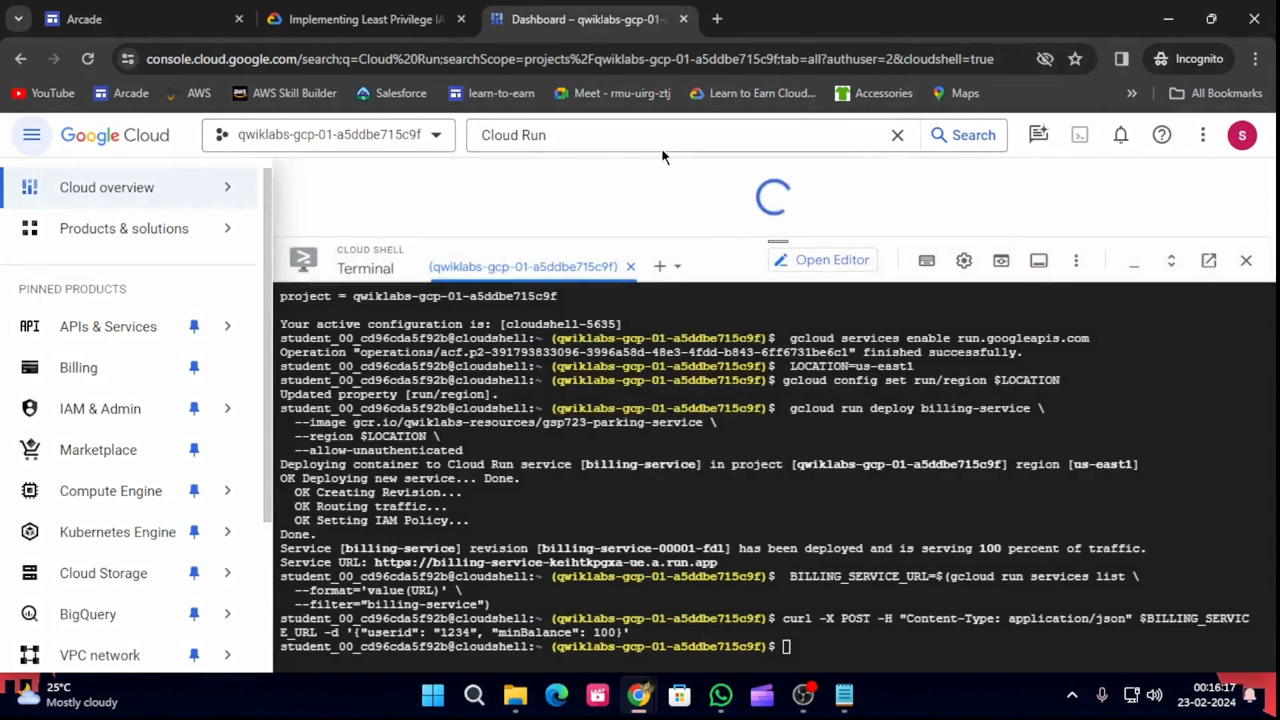 Arcade
Implementing Least Privilege IA
Dashboard – qwiklabs-gcp-01-
console.cloud.google.com/search;q=Cloud%20Run;searchScope=projects%2Fqwiklabs-gcp-01-a5ddbe715c9f;tab=all?authuser=2&cloudshell=true
Incognito
YouTube
Arcade
AWS
AWS Skill Builder
Salesforce
learn-to-earn
Meet - rmu-uirg-ztj
Learn to Earn Cloud...
Accessories
Maps
»
All Bookmarks
Google Cloud
qwiklabs-gcp-01-a5ddbe715c9f
Cloud Run
Search
S
Cloud overview
Products & solutions
PINNED PRODUCTS
API APIs & Services
Billing
IAM & Admin
Marketplace
Compute Engine
Kubernetes Engine
Cloud Storage
BigQuery
VPC network
CLOUD SHELL
Terminal
(qwiklabs-gcp-01-a5ddbe715c9f)
Open Editor
project = qwiklabs-gcp-01-a5ddbe715c9f
Your active configuration is: [cloudshell-5635]
student_00_cd96cda5f92b@cloudshell:~ (qwiklabs-gcp-01-a5ddbe715c9f)$ gcloud services enable run.googleapis.com
Operation "operations/acf.p2-391793833096-3996a58d-48e3-4fdd-b843-6ff6731be6c1" finished successfully.
student_00_cd96cda5f92b@cloudshell:~ (qwiklabs-gcp-01-a5ddbe715c9f)$ LOCATION=us-east1
student_00_cd96cda5f92b@cloudshell:~ (qwiklabs-gcp-01-a5ddbe715c9f)$ gcloud config set run/region $LOCATION
Updated property [run/region].
student_00_cd96cda5f92b@cloudshell:~ (qwiklabs-gcp-01-a5ddbe715c9f)$ gcloud run deploy billing-service \
--image gcr.io/qwiklabs-resources/gsp723-parking-service \
--region $LOCATION \
--allow-unauthenticated
Deploying container to Cloud Run service [billing-service] in project [qwiklabs-gcp-01-a5ddbe715c9f] region [us-east1]
OK Deploying new service... Done.
OK Creating Revision...
OK Routing traffic...
OK Setting IAM Policy...
Done.
Service [billing-service] revision [billing-service-00001-fdl] has been deployed and is serving 100 percent of traffic.
Service URL: https://billing-service-keihtkpgxa-ue.a.run.app
student_00_cd96cda5f92b@cloudshell:~ (qwiklabs-gcp-01-a5ddbe715c9f)$ BILLING_SERVICE_URL=$(gcloud run services list \
--format='value(URL)' \
--filter="billing-service")
student_00_cd96cda5f92b@cloudshell:~ (qwiklabs-gcp-01-a5ddbe715c9f)$ curl -X POST -H "Content-Type: application/json" $BILLING_SERVIC
E_URL -d '{"userid": "1234", "minBalance": 100}'
student_00_cd96cda5f92b@cloudshell:~ (qwiklabs-gcp-01-a5ddbe715c9f)$
25°C
Mostly cloudy
00:16:17
23-02-2024